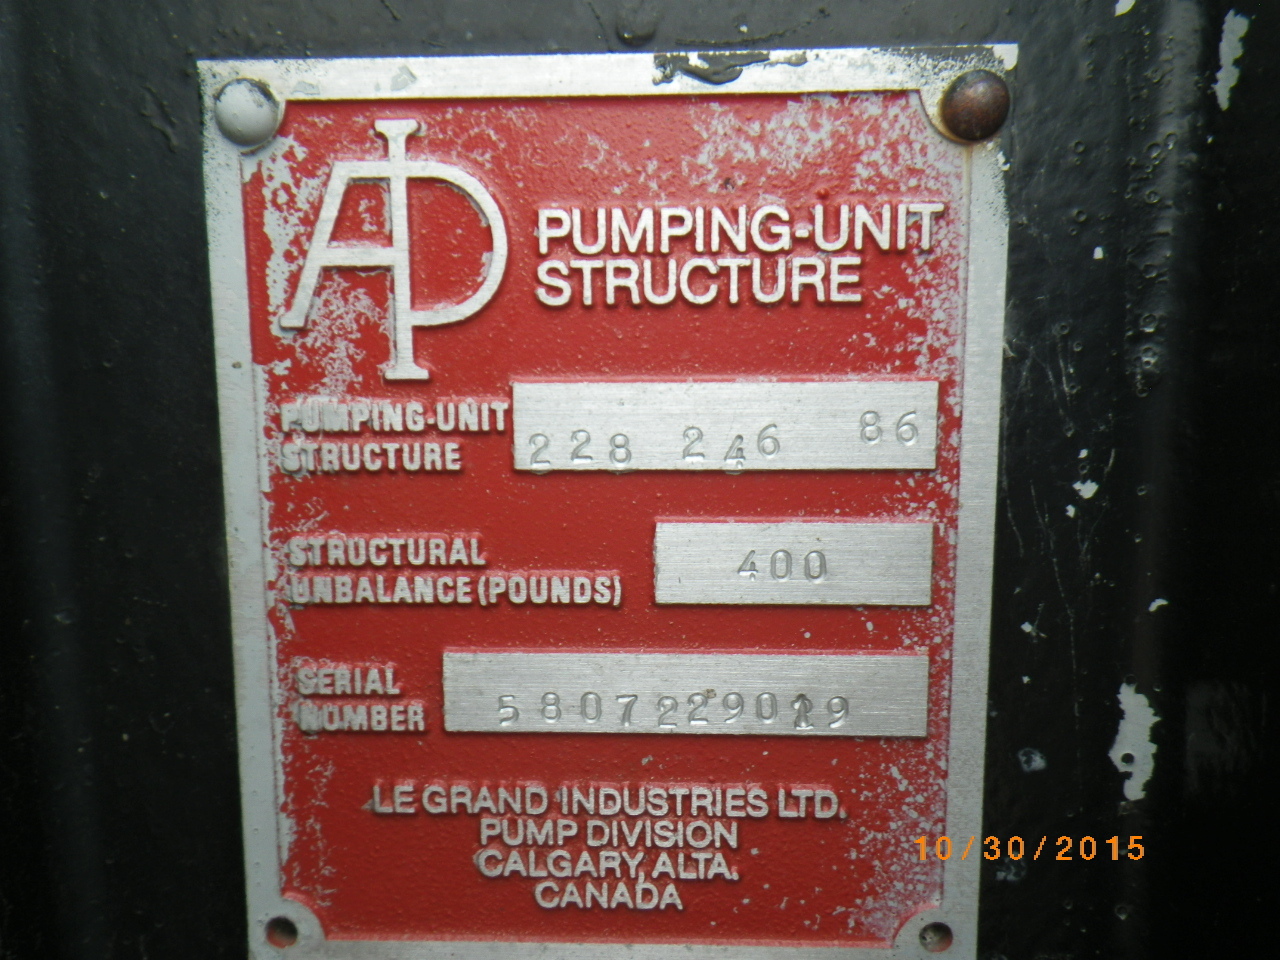 API
PUMPING-UNIT
STRUCTURE
PUMPING-UNIT
STRUCTURE
228 246 86
STRUCTURAL
UNBALANCE (POUNDS)
400
SERIAL
NUMBER
5807229019
LE GRAND INDUSTRIES LTD.
PUMP DIVISION
CALGARY, ALTA.
CANADA
10/30/2015